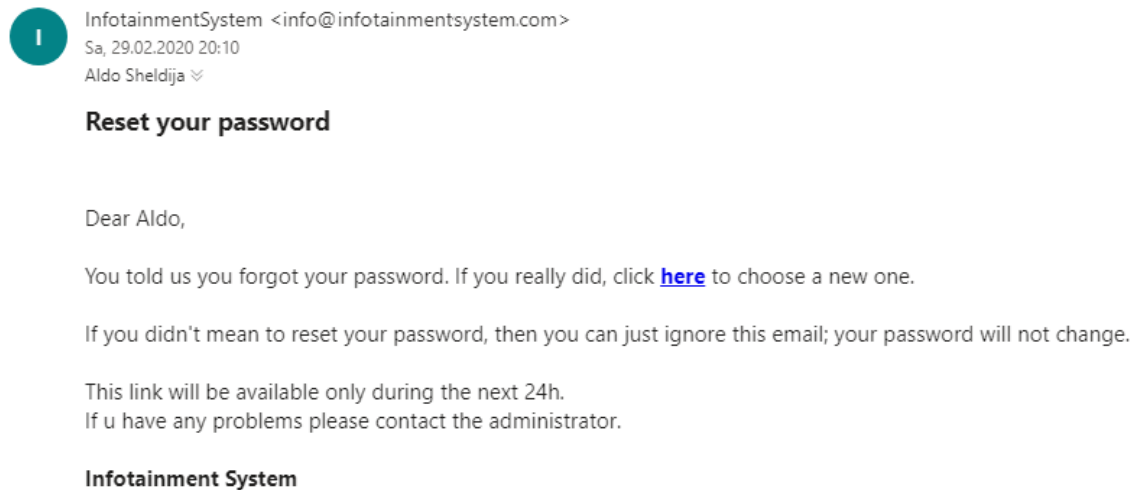 I
InfotainmentSystem <info@infotainmentsystem.com>
Sa, 29.02.2020 20:10
Aldo Sheldija
Reset your password
Dear Aldo,
You told us you forgot your password. If you really did, click here to choose a new one.
If you didn't mean to reset your password, then you can just ignore this email; your password will not change.
This link will be available only during the next 24h.
If u have any problems please contact the administrator.
Infotainment System